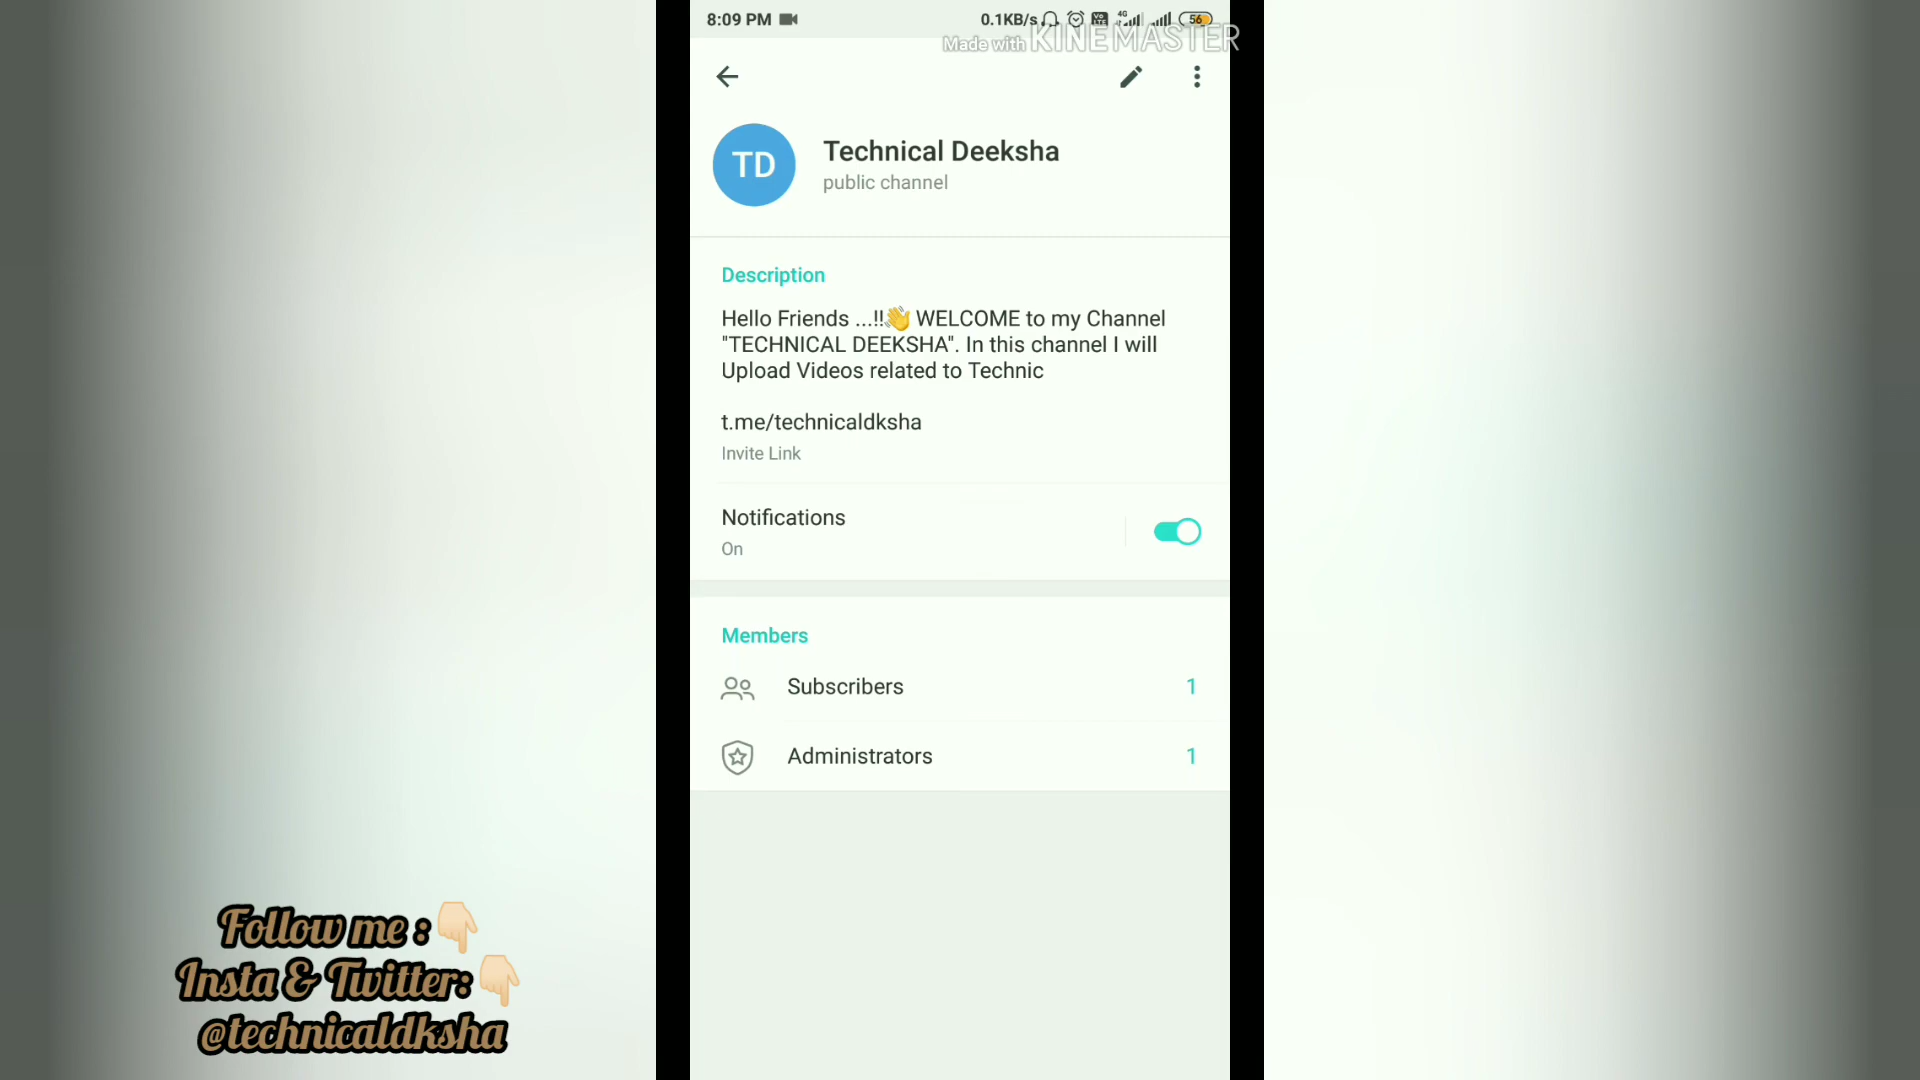 8:09 PM 0.1KB/s 4G 56
Made with KINEMASTER
TD
Technical Deeksha
public channel
Description
Hello Friends ...!!👋 WELCOME to my Channel
"TECHNICAL DEEKSHA". In this channel I will
Upload Videos related to Technic
t.me/technicaldksha
Invite Link
Notifications
On
Members
Subscribers 1
Administrators 1
Follow me :👇🏻
Insta & Twitter:👇🏻
@technicaldksha